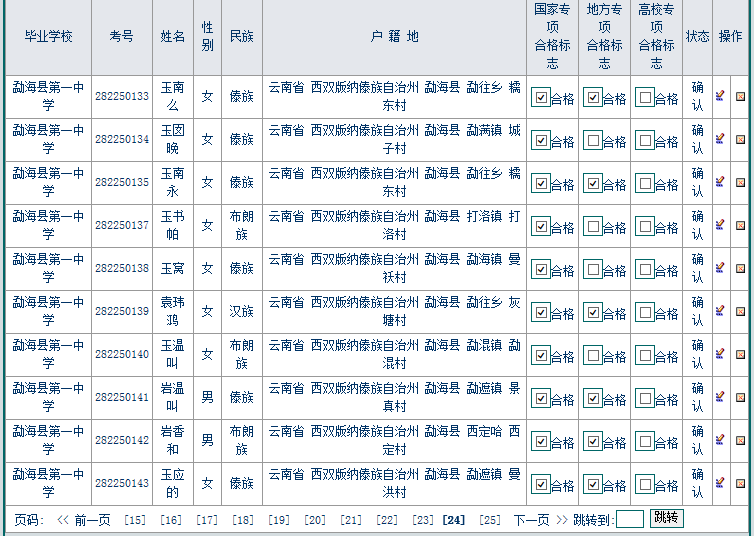 毕业学校 考号 姓名 性别 民族 户 籍 地 国家专项合格标志 地方专项合格标志 高校专项合格标志 状态 操作
勐海县第一中学 282250133 玉南么 女 傣族 云南省 西双版纳傣族自治州 勐海县 勐往乡 糯东村 合格 合格 合格 确认
勐海县第一中学 282250134 玉囡晚 女 傣族 云南省 西双版纳傣族自治州 勐海县 勐满镇 城子村 合格 合格 合格 确认
勐海县第一中学 282250135 玉南永 女 傣族 云南省 西双版纳傣族自治州 勐海县 勐往乡 糯东村 合格 合格 合格 确认
勐海县第一中学 282250137 玉书帕 女 布朗族 云南省 西双版纳傣族自治州 勐海县 打洛镇 打洛村 合格 合格 合格 确认
勐海县第一中学 282250138 玉窝 女 傣族 云南省 西双版纳傣族自治州 勐海县 勐海镇 曼袄村 合格 合格 合格 确认
勐海县第一中学 282250139 袁玮鸿 女 汉族 云南省 西双版纳傣族自治州 勐海县 勐往乡 灰塘村 合格 合格 合格 确认
勐海县第一中学 282250140 玉温叫 女 布朗族 云南省 西双版纳傣族自治州 勐海县 勐混镇 勐混村 合格 合格 合格 确认
勐海县第一中学 282250141 岩温叫 男 傣族 云南省 西双版纳傣族自治州 勐海县 勐遮镇 景真村 合格 合格 合格 确认
勐海县第一中学 282250142 岩香和 男 布朗族 云南省 西双版纳傣族自治州 勐海县 西定哈 西定村 合格 合格 合格 确认
勐海县第一中学 282250143 玉应的 女 傣族 云南省 西双版纳傣族自治州 勐海县 勐遮镇 曼洪村 合格 合格 合格 确认
页码: << 前一页 [15] [16] [17] [18] [19] [20] [21] [22] [23] [24] [25] 下一页 >> 跳转到: 跳转